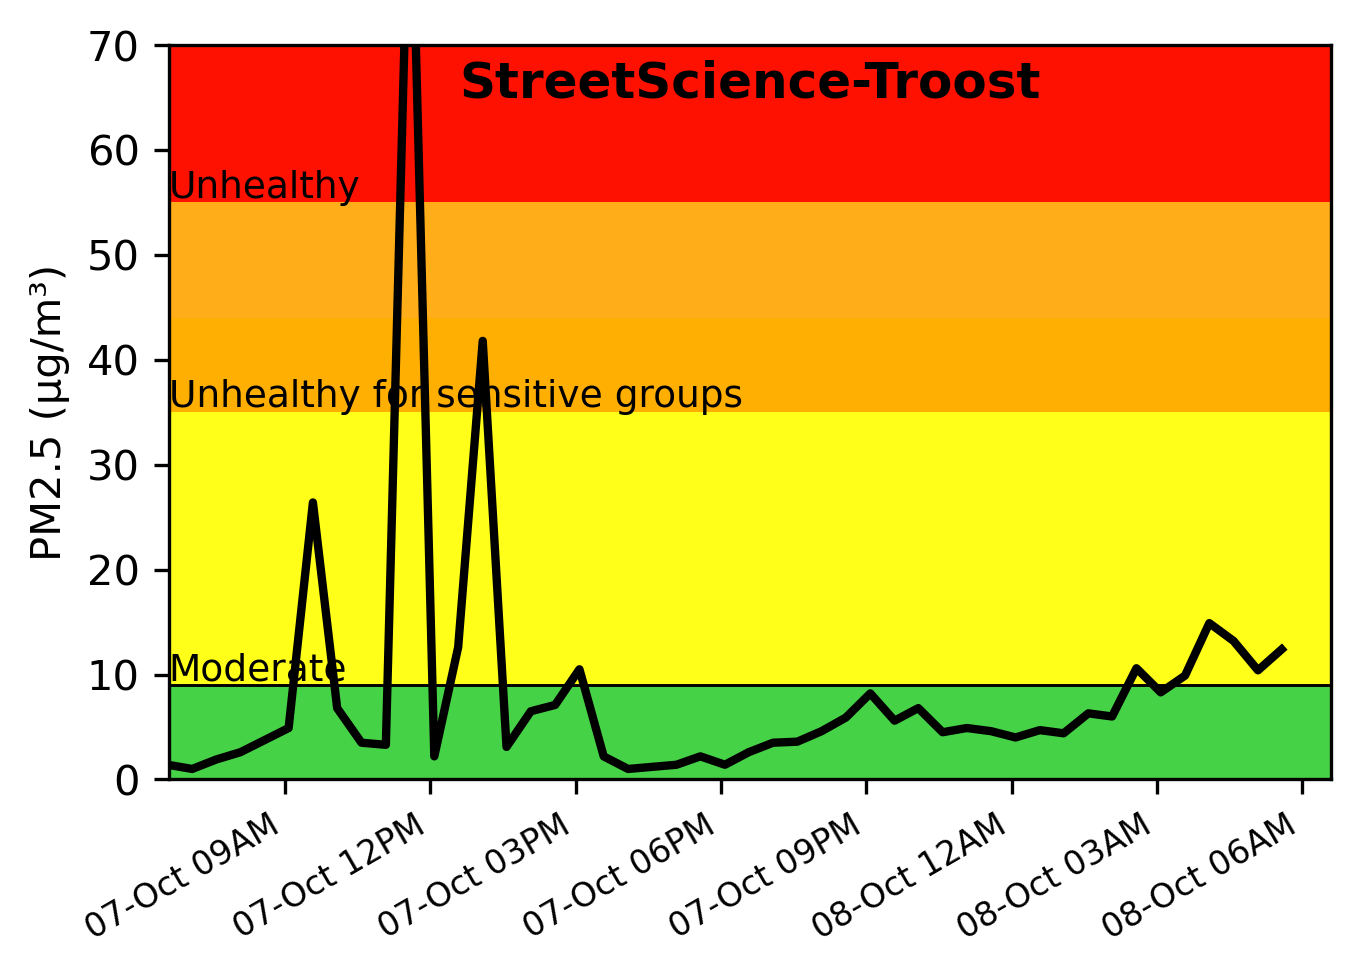 StreetScience-Troost
PM2.5 (μg/m³)
70
60
50
40
30
20
10
0
Unhealthy
Unhealthy for sensitive groups
Moderate
07-Oct 09AM
07-Oct 12PM
07-Oct 03PM
07-Oct 06PM
07-Oct 09PM
08-Oct 12AM
08-Oct 03AM
08-Oct 06AM